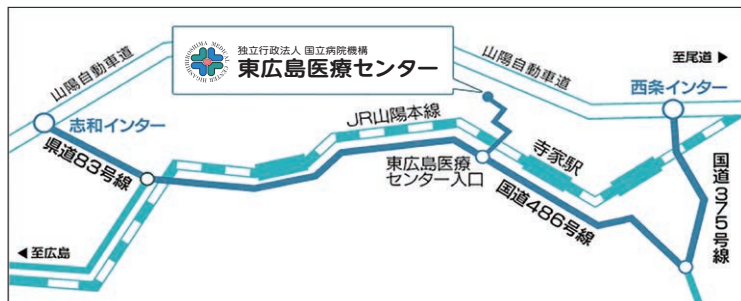 独立行政法人 国立病院機構
東広島医療センター
HIGASHIHIROSHIMA MEDICAL CENTER
山陽自動車道
山陽自動車道
至尾道 ▶
西条インター
志和インター
JR山陽本線
県道83号線
東広島医療
センター入口
寺家駅
国道486号線
国道375号線
◀ 至広島